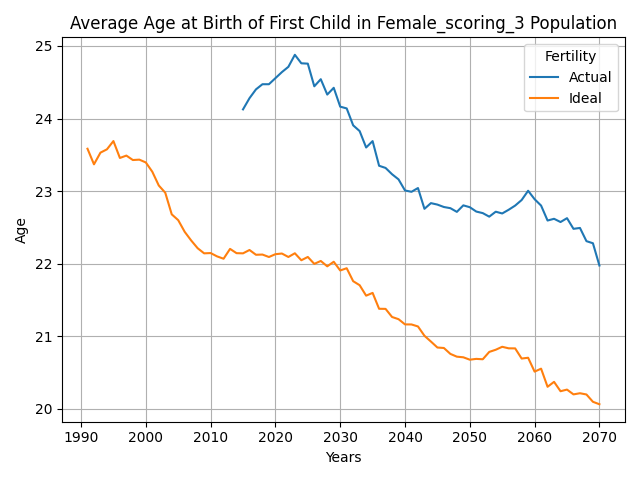 Average Age at Birth of First Child in Female_scoring_3 Population
Fertility
Actual
Ideal
Age
25
24
23
22
21
20
1990 2000 2010 2020 2030 2040 2050 2060 2070
Years